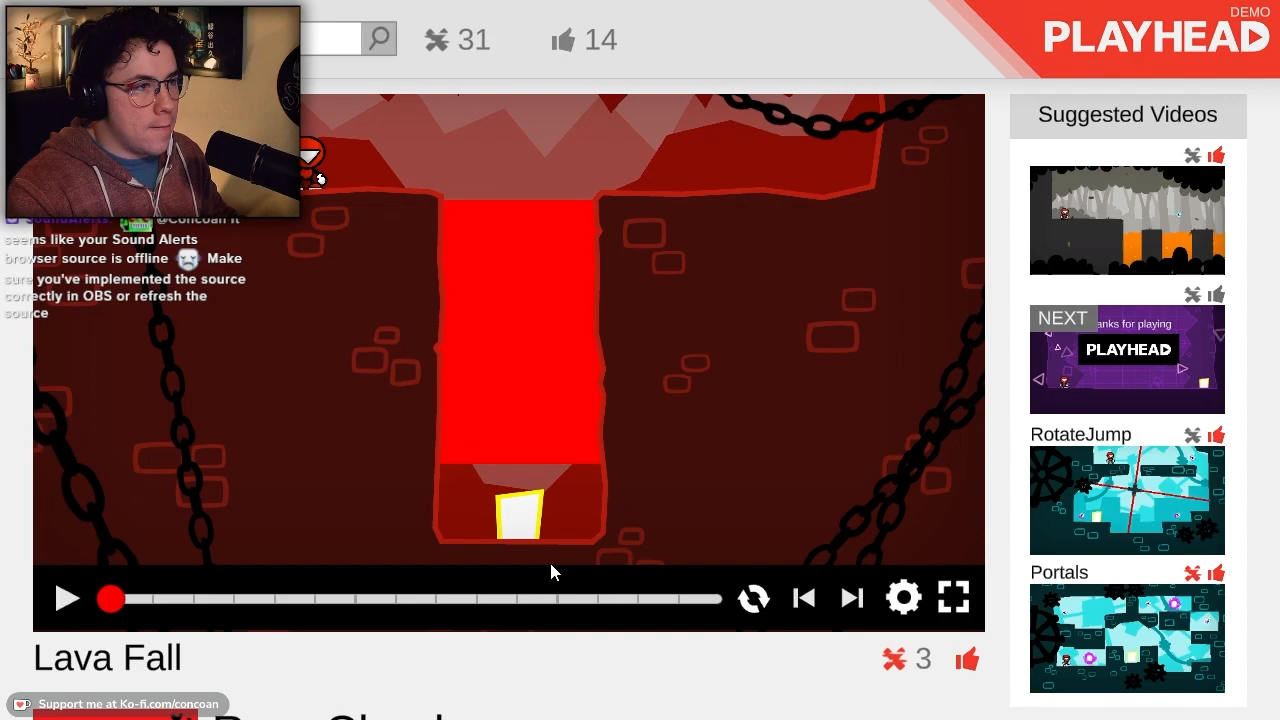 DEMO
31
14
PLAYHEAD
Suggested Videos
@Concoan It
seems like your Sound Alerts
browser source is offline
Make
sure you've implemented the source
correctly in OBS or refresh the
source
NEXT
anks for playing
PLAYHEAD
RotateJump
Portals
Lava Fall
3
Support me at Ko-fi.com/concoan